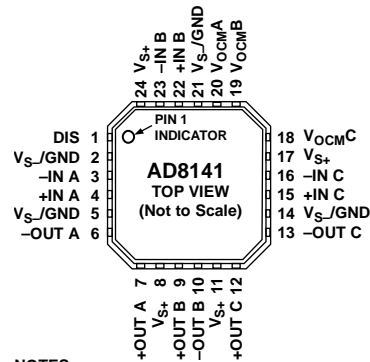 24 VS+
23 –IN B
22 +IN B
21 VS–/GND
20 VOCMA
19 VOCMB
PIN 1
INDICATOR
DIS 1
VS–/GND 2
–IN A 3
+IN A 4
VS–/GND 5
–OUT A 6
AD8141
TOP VIEW
(Not to Scale)
18 VOCMC
17 VS+
16 –IN C
15 +IN C
14 VS–/GND
13 –OUT C
+OUT A 7
VS+ 8
+OUT B 9
–OUT B 10
VS+ 11
+OUT C 12
NOTES